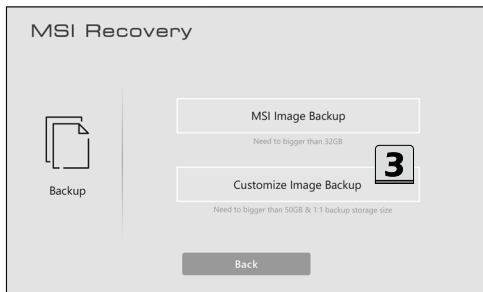 MSI Recovery
MSI Image Backup
Need to bigger than 32GB
3
Backup
Customize Image Backup
Need to bigger than 50GB & 1:1 backup storage size
Back